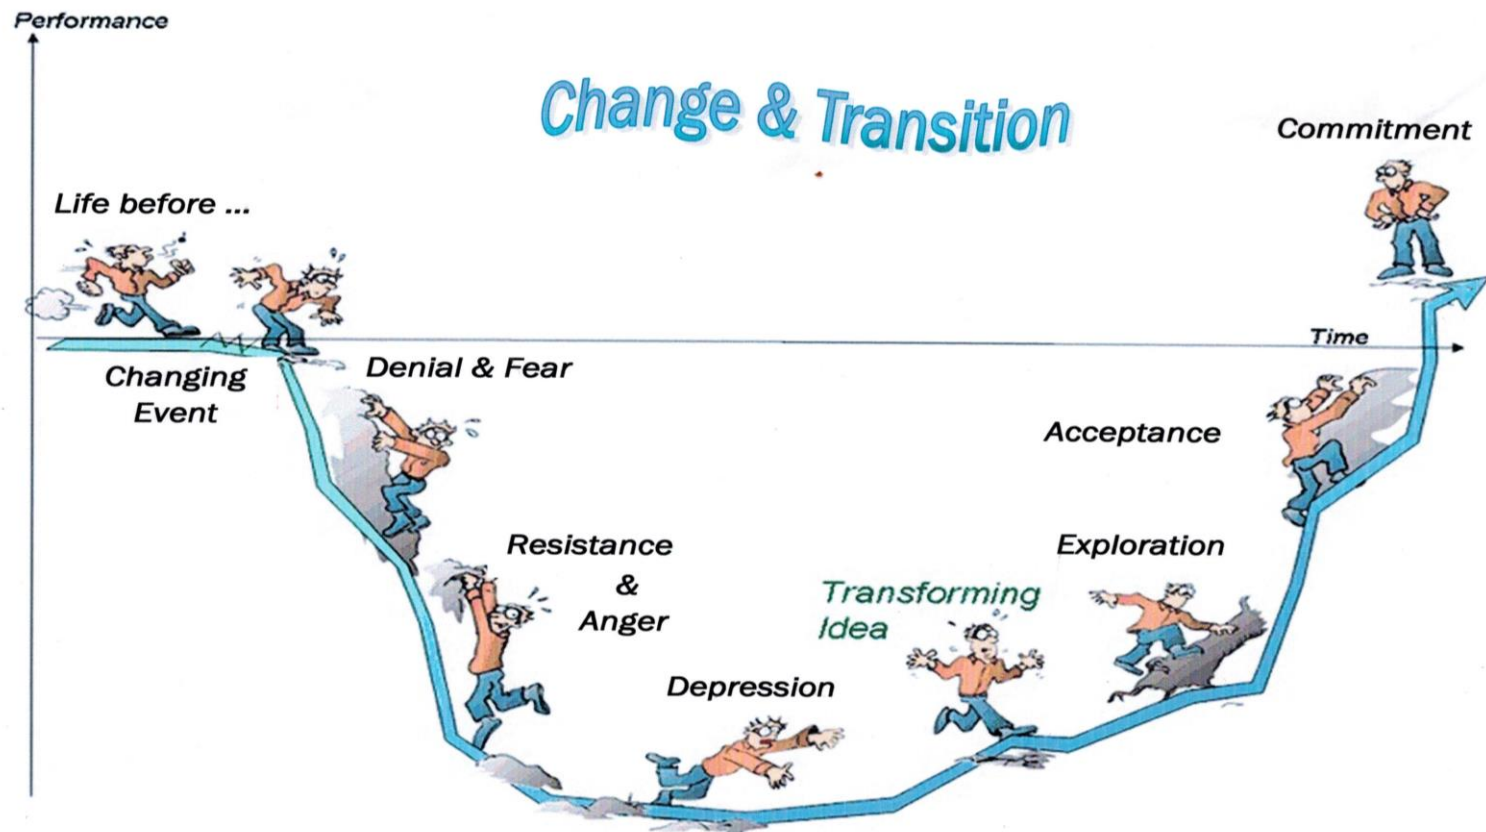 Performance
Change & Transition
Commitment
Life before ...
Time
Changing
Event
Denial & Fear
Acceptance
Resistance
&
Anger
Exploration
Transforming
Idea
Depression